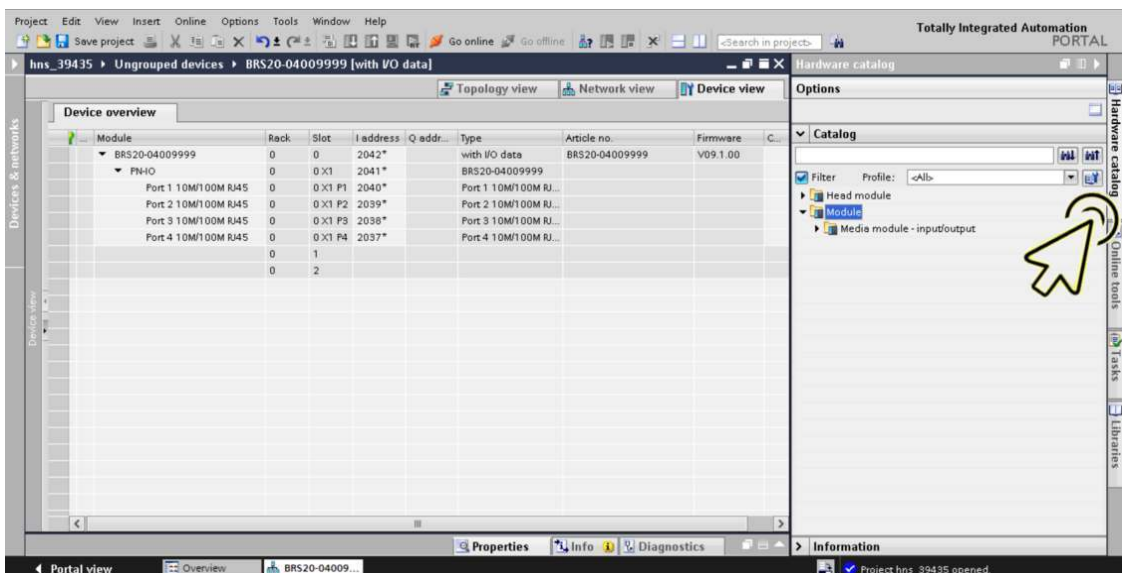 Project Edit View Insert Online Options Tools Window Help
Totally Integrated Automation
PORTAL
Save project Go online Go offline <Search in project>
hns_39435 ▸ Ungrouped devices ▸ BRS20-04009999 [with I/O data]
Hardware catalog
Topology view Network view Device view
Options
Device overview
Module Rack Slot I address Q addr... Type Article no. Firmware C...
BRS20-04009999 0 0 2042* with I/O data BRS20-04009999 V09.1.00
PN-IO 0 0 X1 2041* BRS20-04009999
Port 1 10M/100M RJ45 0 0 X1 P1 2040* Port 1 10M/100M RJ...
Port 2 10M/100M RJ45 0 0 X1 P2 2039* Port 2 10M/100M RJ...
Port 3 10M/100M RJ45 0 0 X1 P3 2038* Port 3 10M/100M RJ...
Port 4 10M/100M RJ45 0 0 X1 P4 2037* Port 4 10M/100M RJ...
0 1
0 2
Catalog
Filter Profile: <All>
Head module
Module
Media module - input/output
Devices & networks
Device view
Hardware catalog
Online tools
Tasks
Libraries
Properties Info Diagnostics
Information
Portal view Overview BRS20-04009...
Project hns_39435 opened.